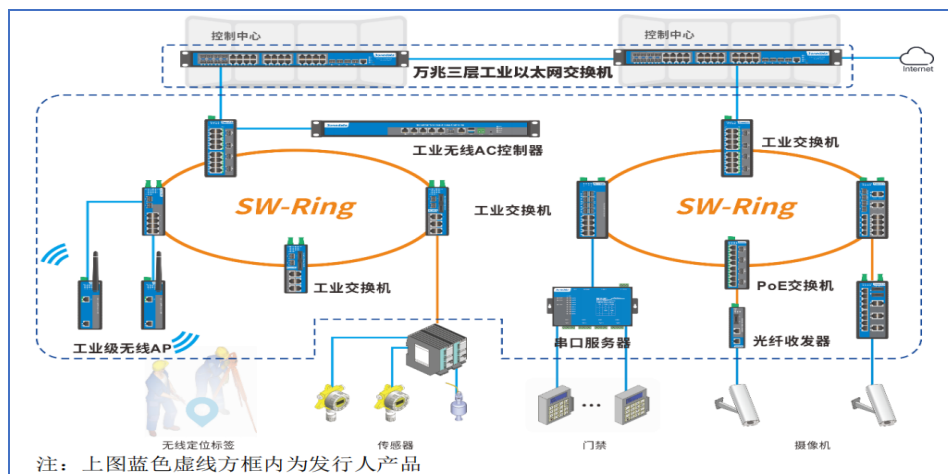 控制中心
控制中心
万兆三层工业以太网交换机
Internet
工业无线AC控制器
工业交换机
SW-Ring
工业交换机
SW-Ring
工业交换机
PoE交换机
工业级无线AP
串口服务器
光纤收发器
无线定位标签
传感器
门禁
摄像机
注：上图蓝色虚线方框内为发行人产品